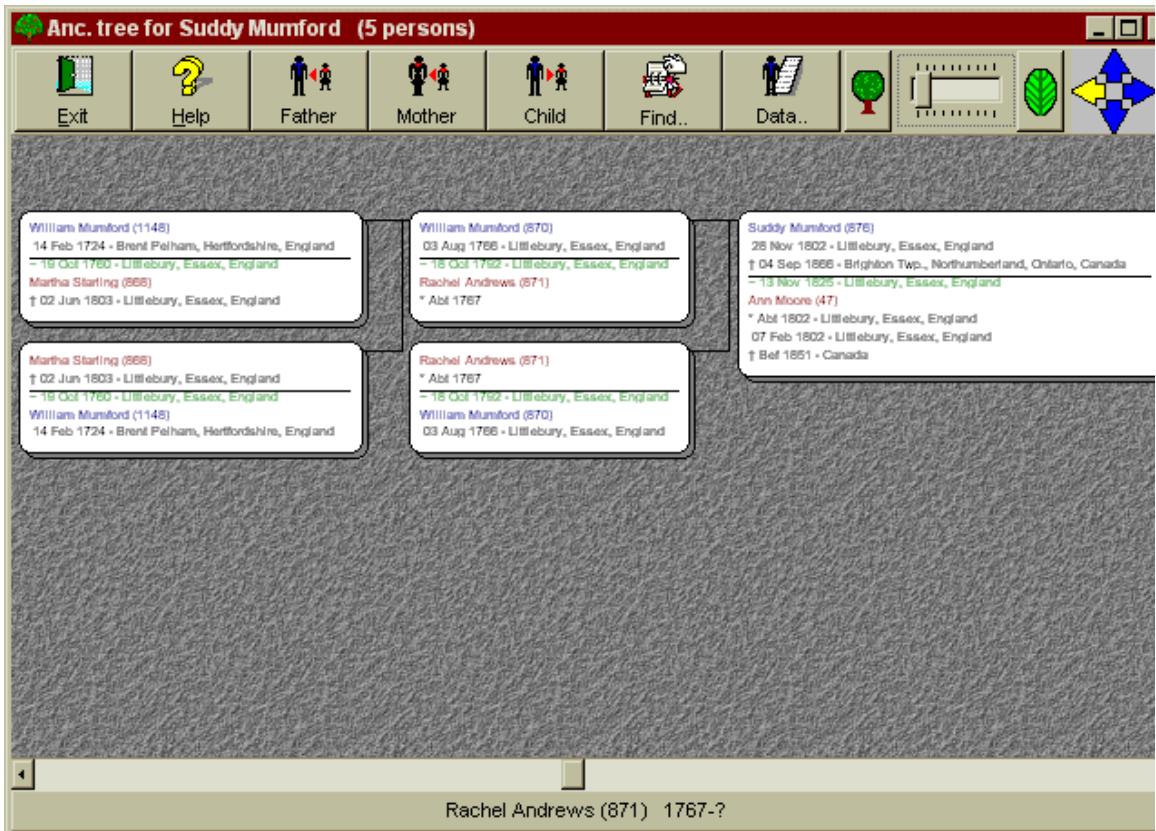 Anc. tree for Suddy Mumford (5 persons)
Exit
Help
Father
Mother
Child
Find..
Data..
William Mumford (1148)
14 Feb 1724 - Brent Pelham, Hertfordshire, England
~ 19 Oct 1760 - Littlebury, Essex, England
Martha Starling (868)
† 02 Jun 1803 - Littlebury, Essex, England
Martha Starling (868)
† 02 Jun 1803 - Littlebury, Essex, England
~ 19 Oct 1760 - Littlebury, Essex, England
William Mumford (1148)
14 Feb 1724 - Brent Pelham, Hertfordshire, England
William Mumford (870)
03 Aug 1766 - Littlebury, Essex, England
~ 18 Oct 1792 - Littlebury, Essex, England
Rachel Andrews (871)
* Abt 1767
Rachel Andrews (871)
* Abt 1767
~ 18 Oct 1792 - Littlebury, Essex, England
William Mumford (870)
03 Aug 1766 - Littlebury, Essex, England
Suddy Mumford (876)
28 Nov 1802 - Littlebury, Essex, England
† 04 Sep 1866 - Brighton Twp., Northumberland, Ontario, Canada
~ 13 Nov 1825 - Littlebury, Essex, England
Ann Moore (47)
* Abt 1802 - Littlebury, Essex, England
07 Feb 1802 - Littlebury, Essex, England
† Bef 1851 - Canada
Rachel Andrews (871) 1767-?